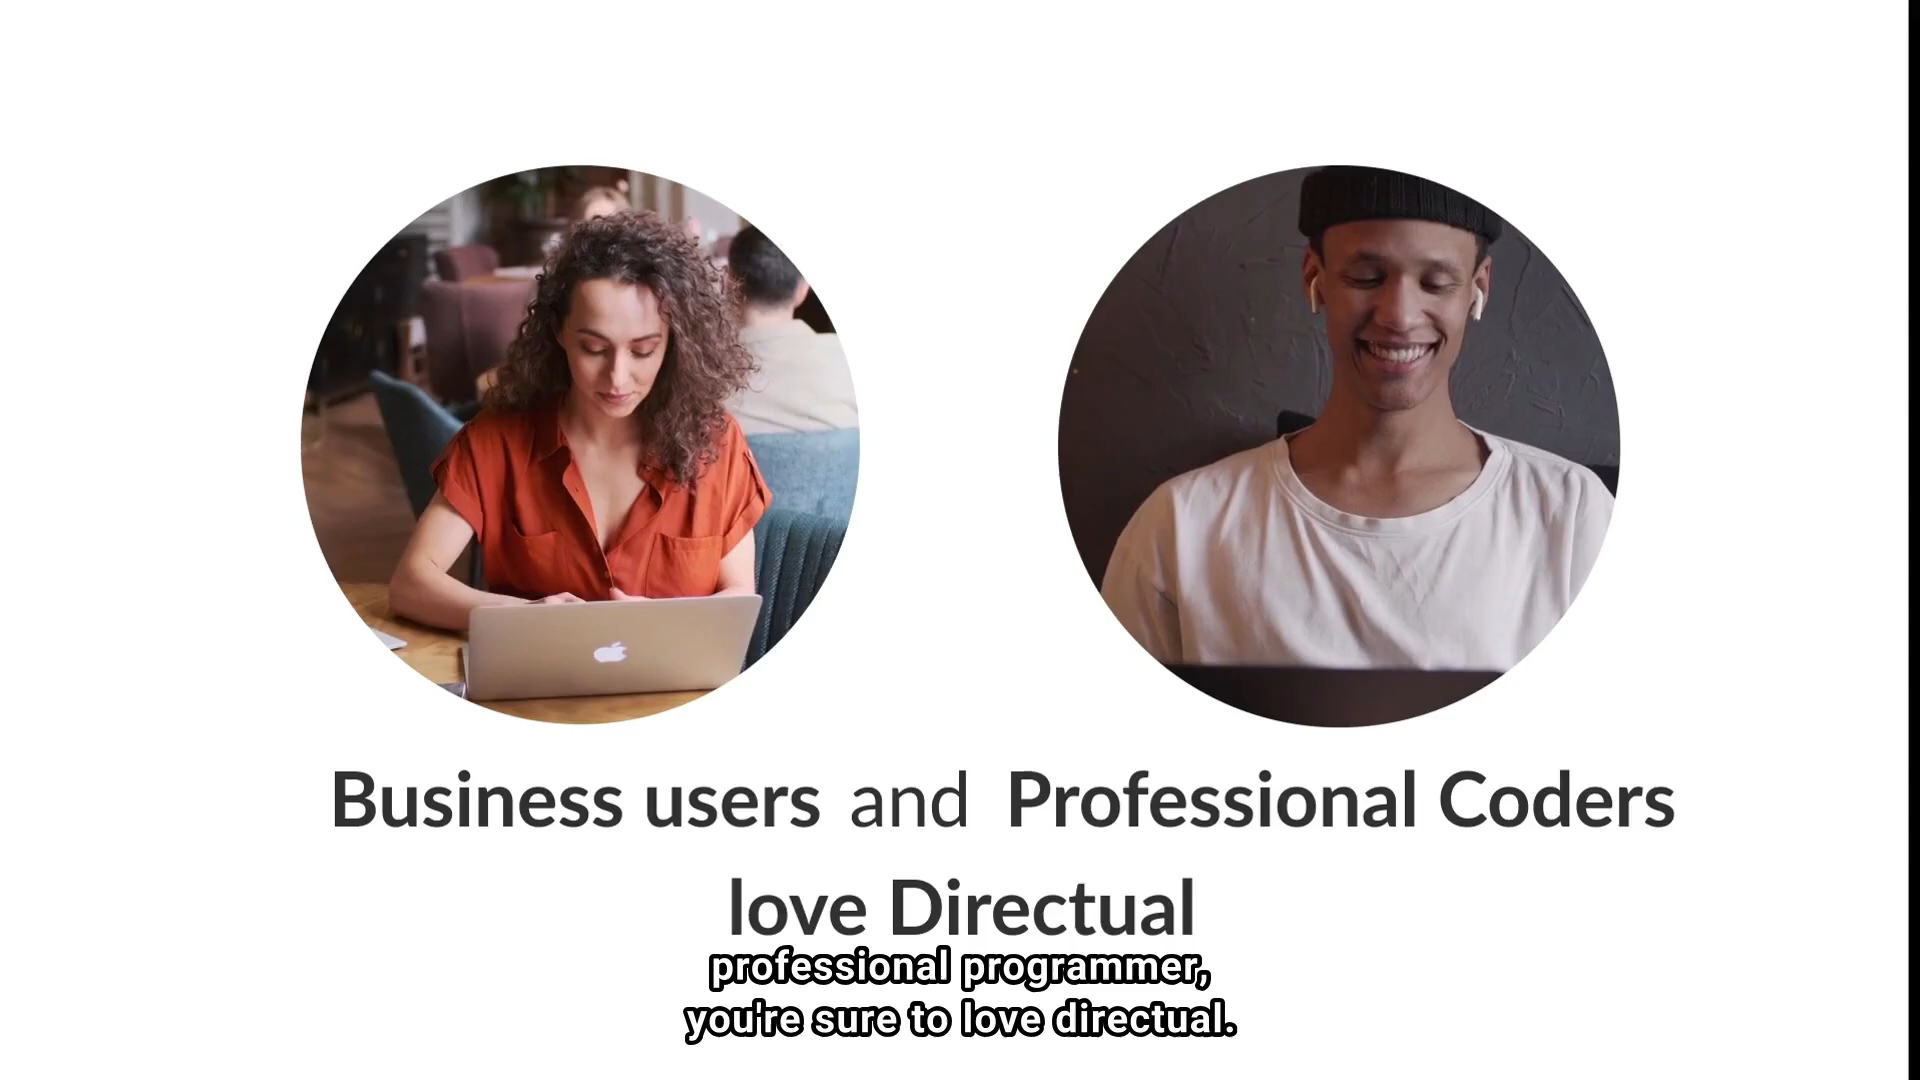 Business users and Professional Coders
love Directual
professional programmer,
you're sure to love directual.